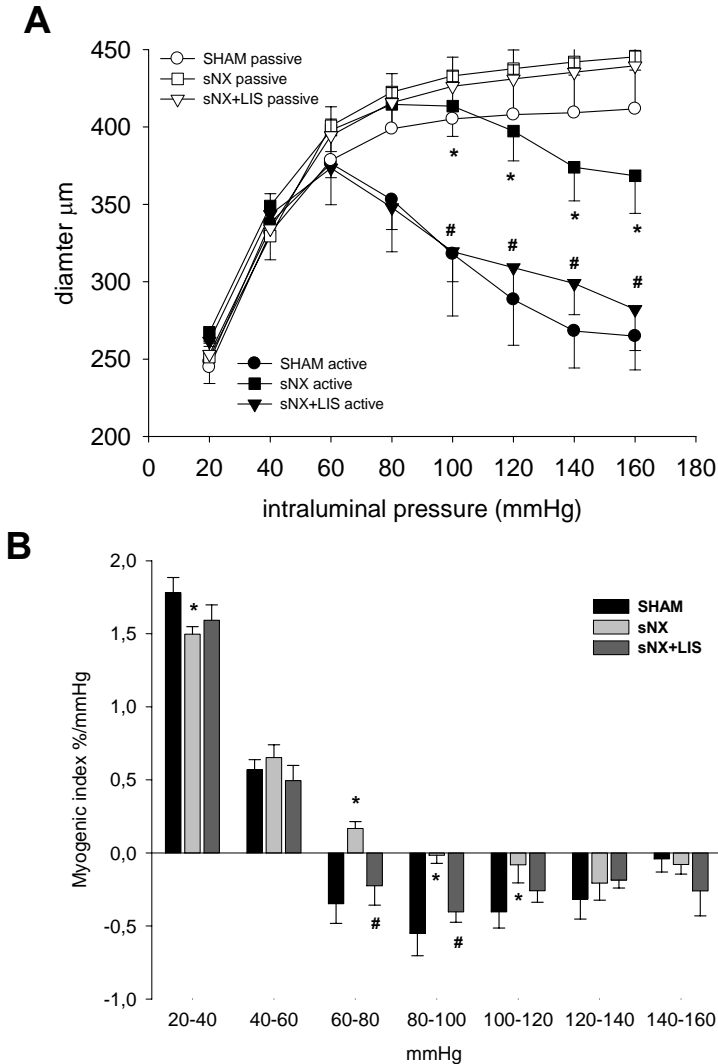 A
450
400
350
300
250
200
diamter μm
SHAM passive
sNX passive
sNX+LIS passive
* * * *
# # # #
SHAM active
sNX active
sNX+LIS active
0 20 40 60 80 100 120 140 160 180
intraluminal pressure (mmHg)
B
2,0
1,5
1,0
0,5
0,0
-0,5
-1,0
Myogenic index %/mmHg
SHAM
sNX
sNX+LIS
*
*
* *
# #
20-40 40-60 60-80 80-100 100-120 120-140 140-160
mmHg